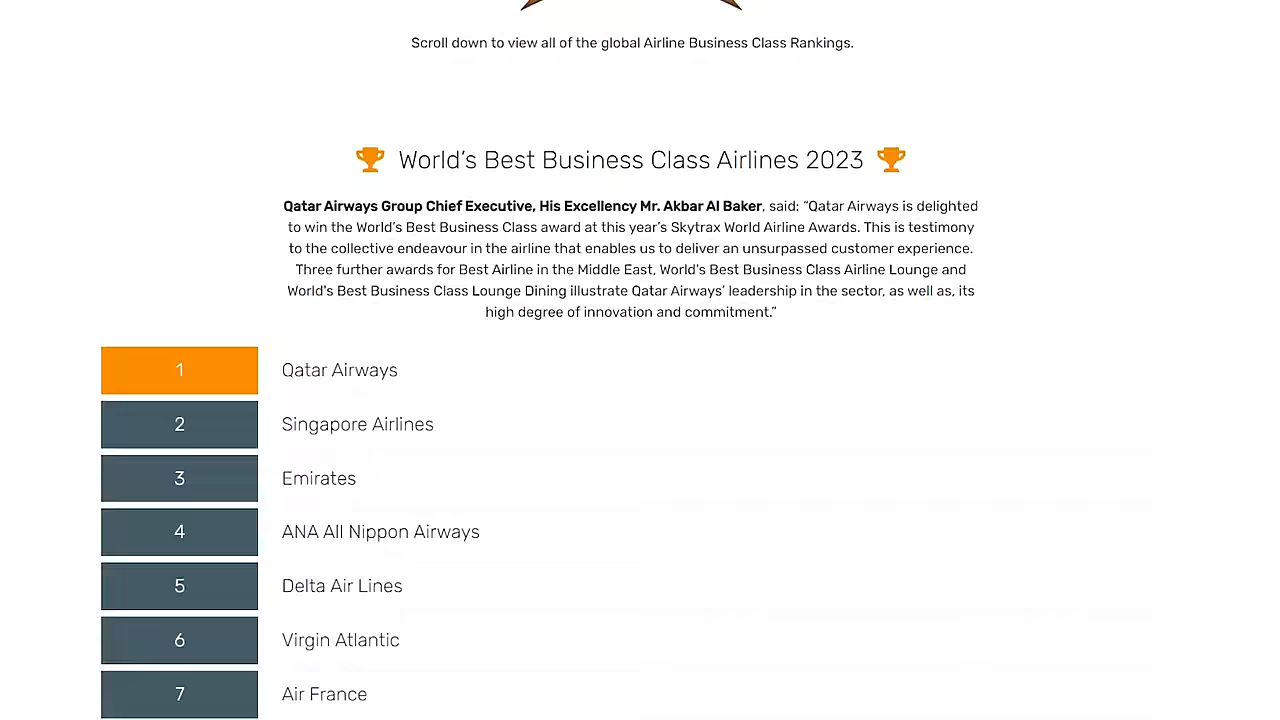 Scroll down to view all of the global Airline Business Class Rankings.
World's Best Business Class Airlines 2023
Qatar Airways Group Chief Executive, His Excellency Mr. Akbar Al Baker, said: “Qatar Airways is delighted
to win the World’s Best Business Class award at this year’s Skytrax World Airline Awards. This is testimony
to the collective endeavour in the airline that enables us to deliver an unsurpassed customer experience.
Three further awards for Best Airline in the Middle East, World’s Best Business Class Airline Lounge and
World’s Best Business Class Lounge Dining illustrate Qatar Airways’ leadership in the sector, as well as, its
high degree of innovation and commitment.”
1 Qatar Airways
2 Singapore Airlines
3 Emirates
4 ANA All Nippon Airways
5 Delta Air Lines
6 Virgin Atlantic
7 Air France